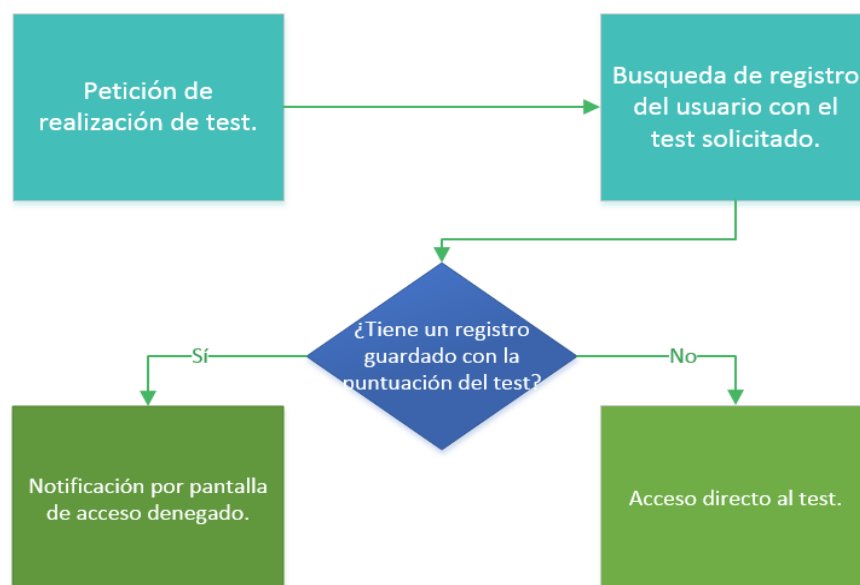 Petición de
realización de test.
Busqueda de registro
del usuario con el
test solicitado.
¿Tiene un registro
guardado con la
puntuación del test?
Sí
No
Notificación por pantalla
de acceso denegado.
Acceso directo al test.